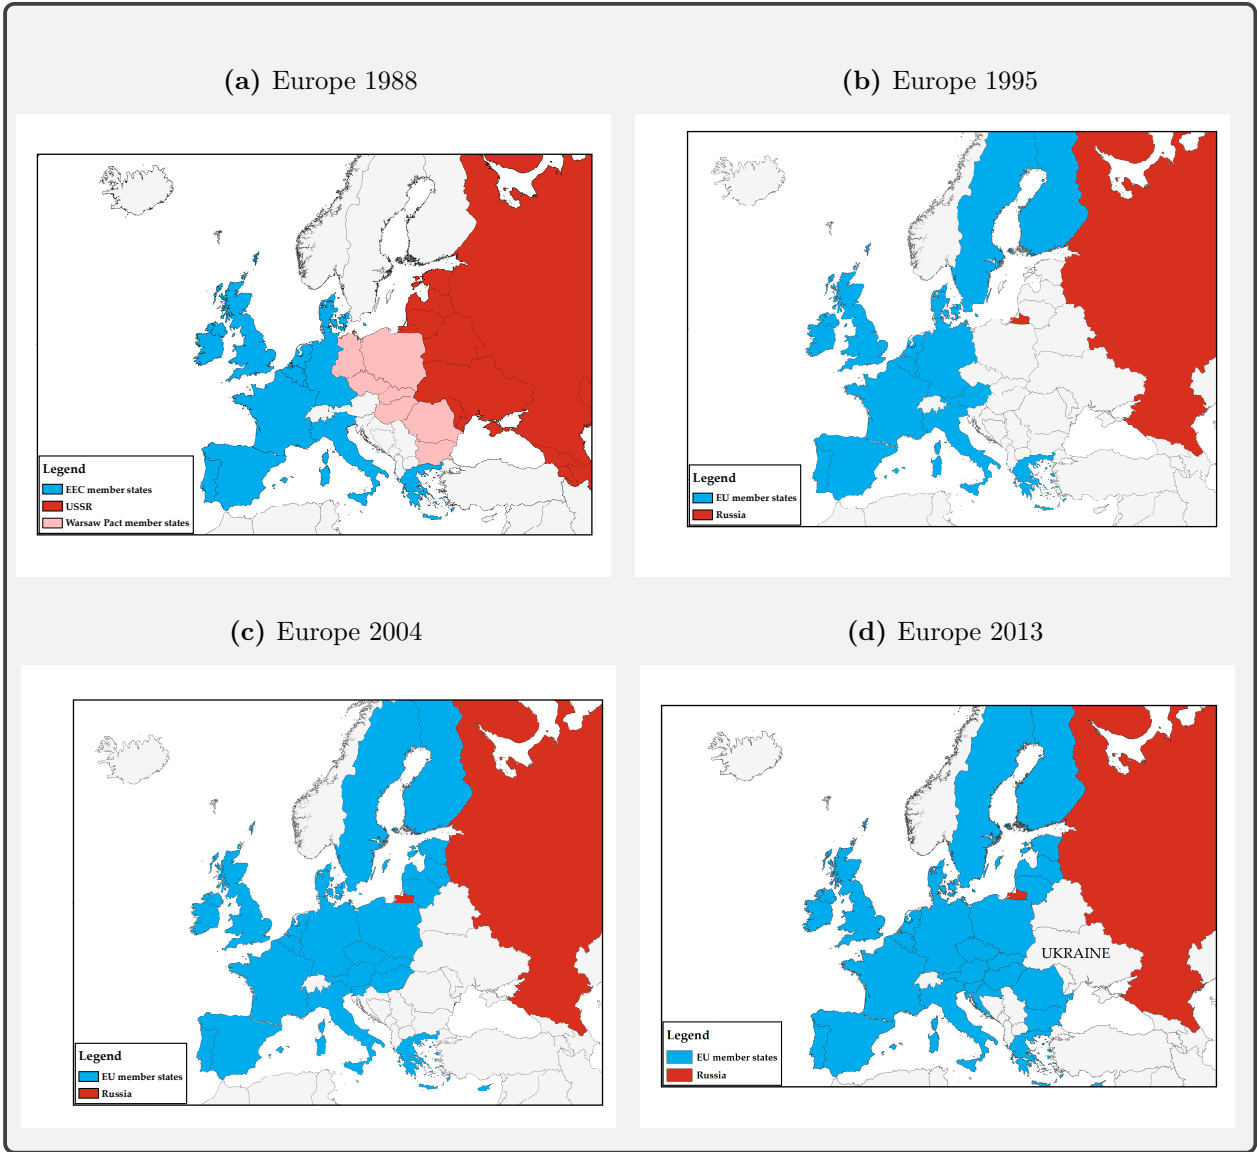 (a) Europe 1988
(b) Europe 1995
Legend
EEC member states
USSR
Warsaw Pact member states
Legend
EU member states
Russia
(c) Europe 2004
(d) Europe 2013
Legend
EU member states
Russia
UKRAINE
Legend
EU member states
Russia